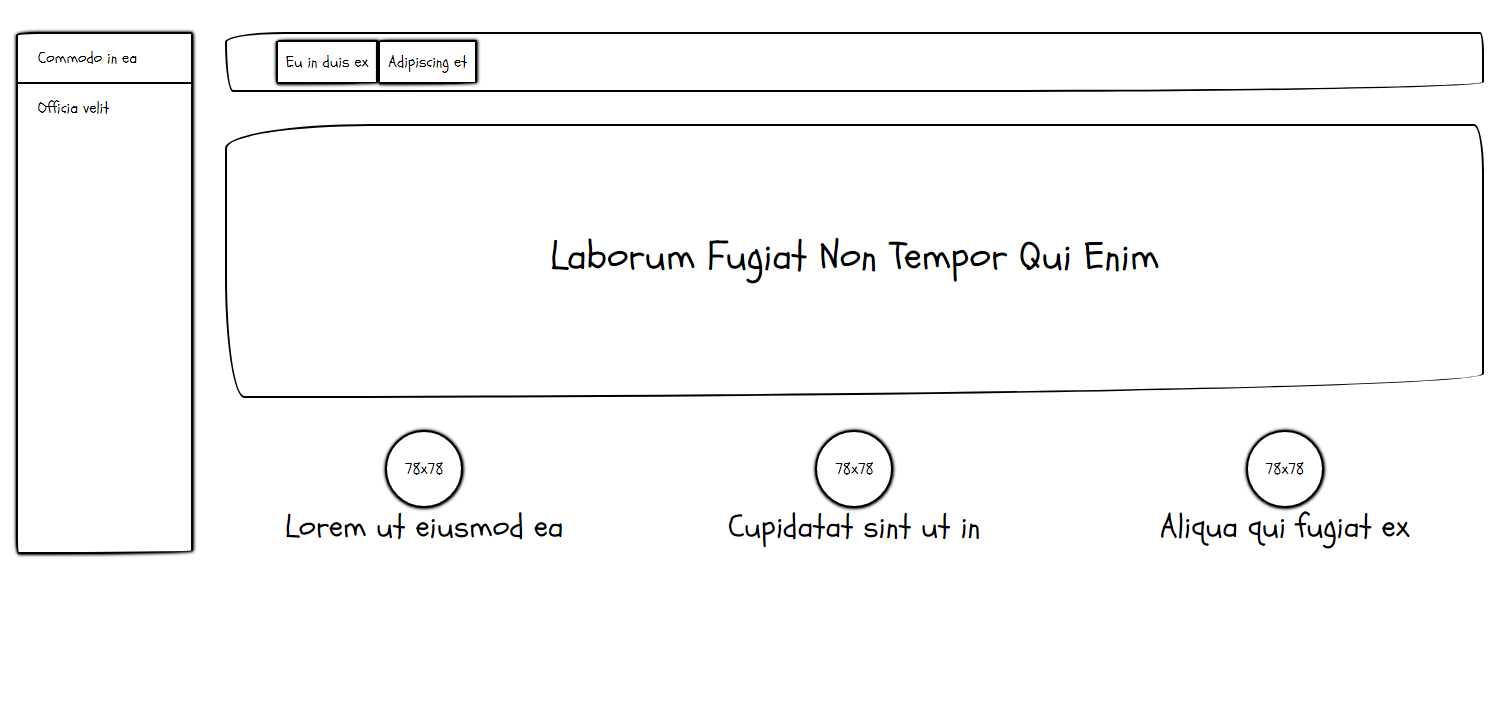 Commodo in ea
Officia velit
Eu in duis ex
Adipiscing et
Laborum Fugiat Non Tempor Qui Enim
78x78
Lorem ut eiusmod ea
78x78
Cupidatat sint ut in
78x78
Aliqua qui fugiat ex